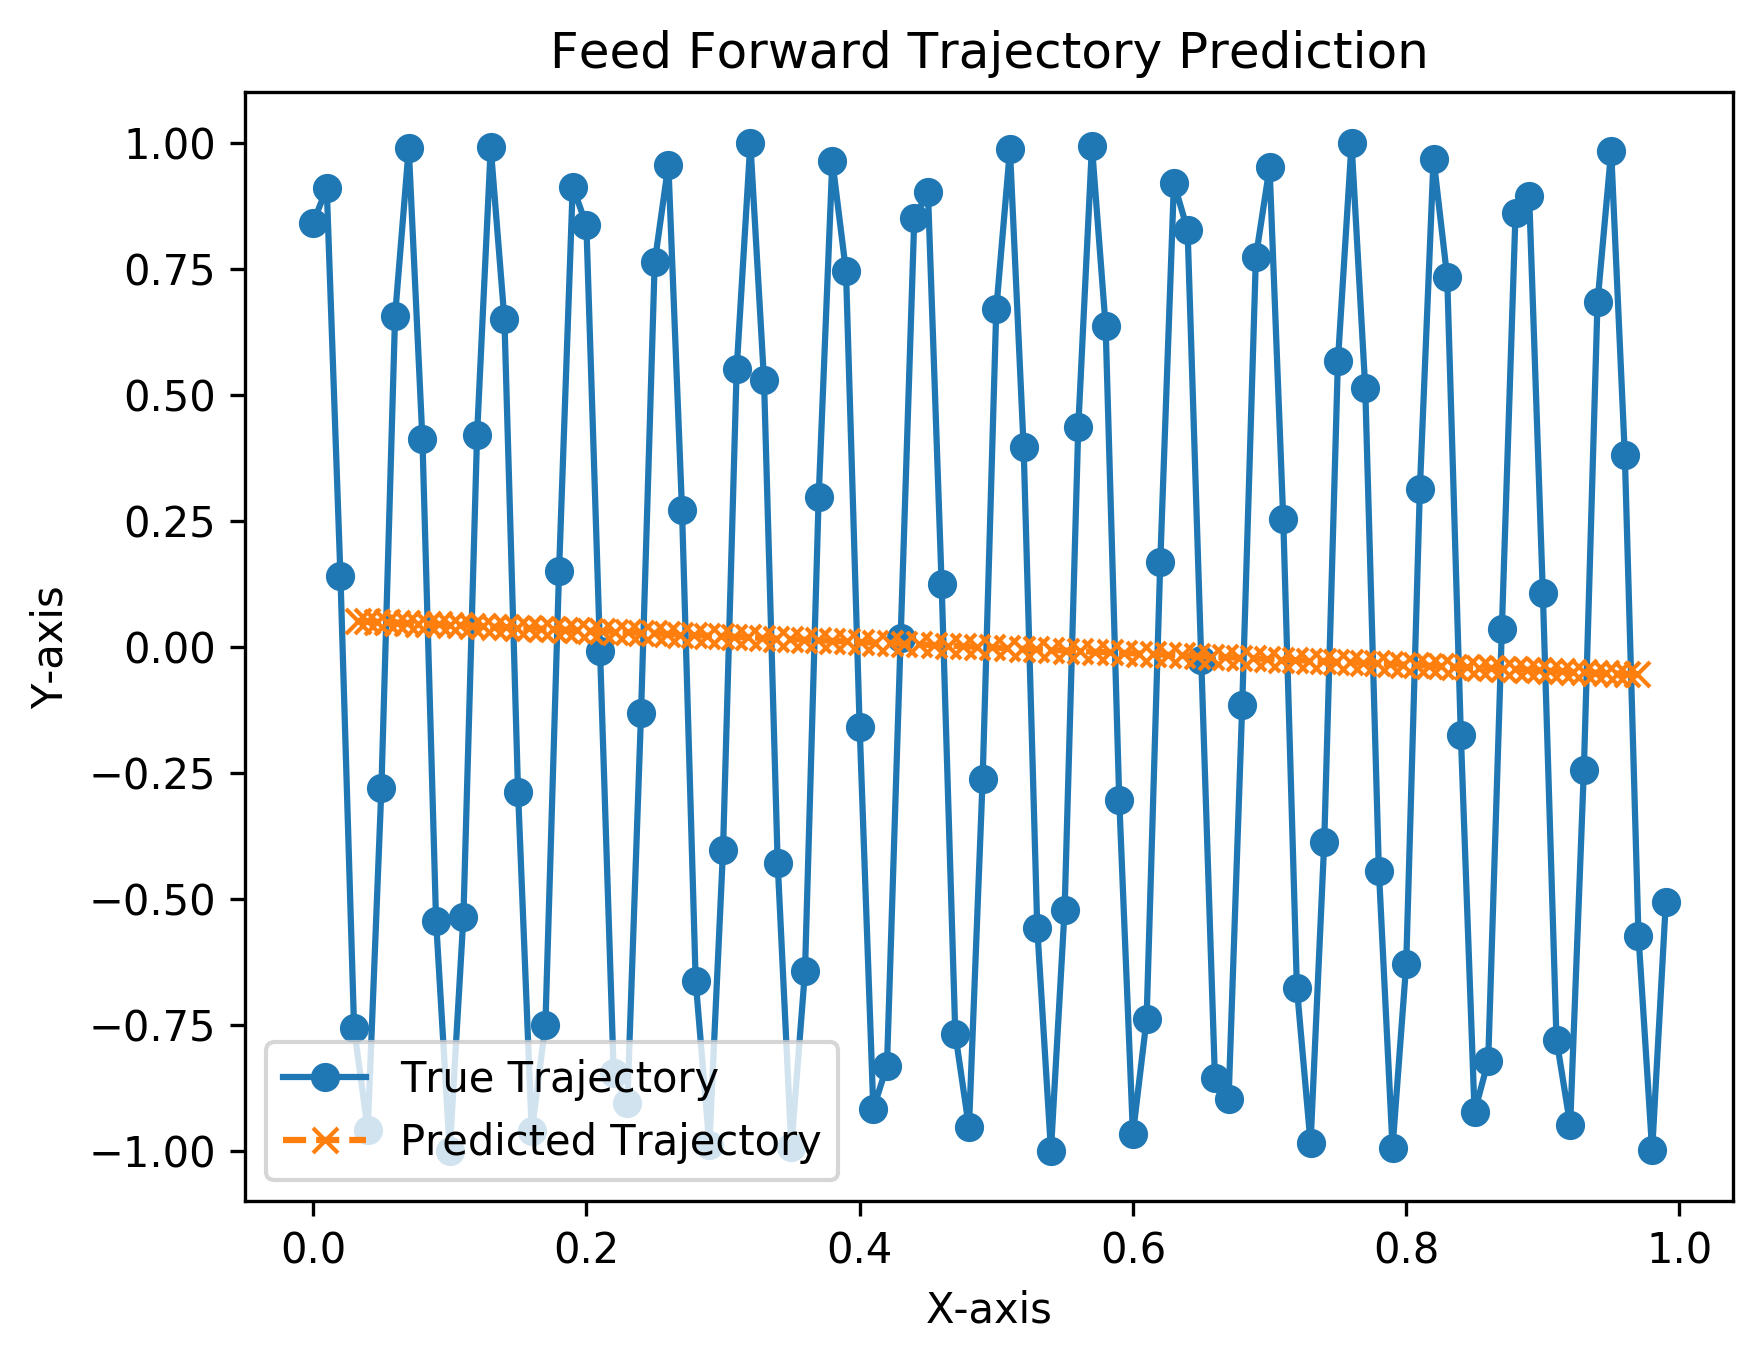 Feed Forward Trajectory Prediction
1.00
0.75
0.50
0.25
0.00
−0.25
−0.50
−0.75
−1.00
Y-axis
True Trajectory
Predicted Trajectory
0.0 0.2 0.4 0.6 0.8 1.0
X-axis